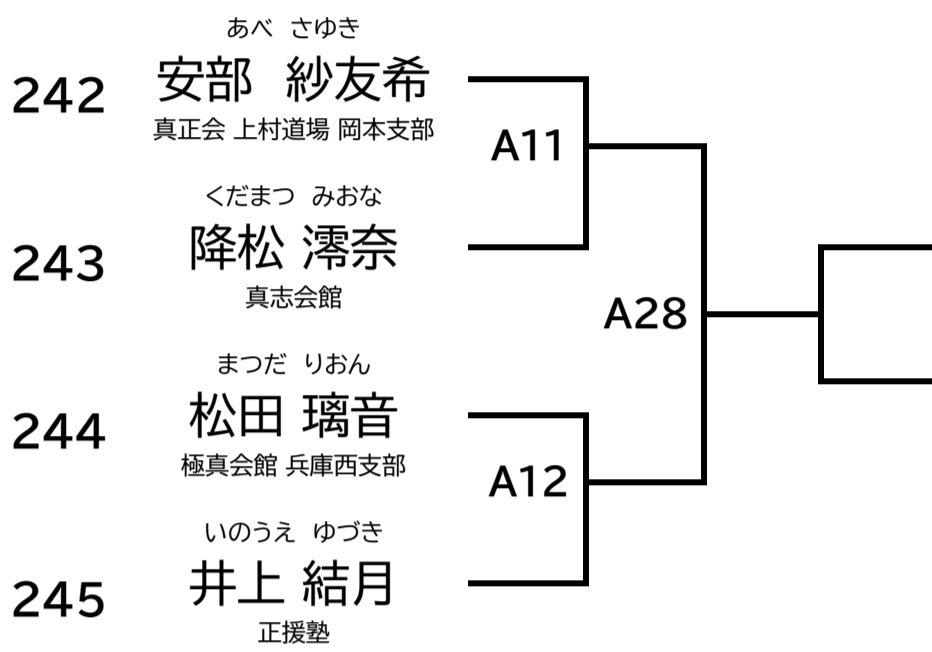 あべ さゆき
242 安部 紗友希
真正会 上村道場 岡本支部
A11
くだまつ みおな
243 降松 澪奈
真志会館
A28
まつだ りおん
244 松田 璃音
極真会館 兵庫西支部
A12
いのうえ ゆづき
245 井上 結月
正援塾